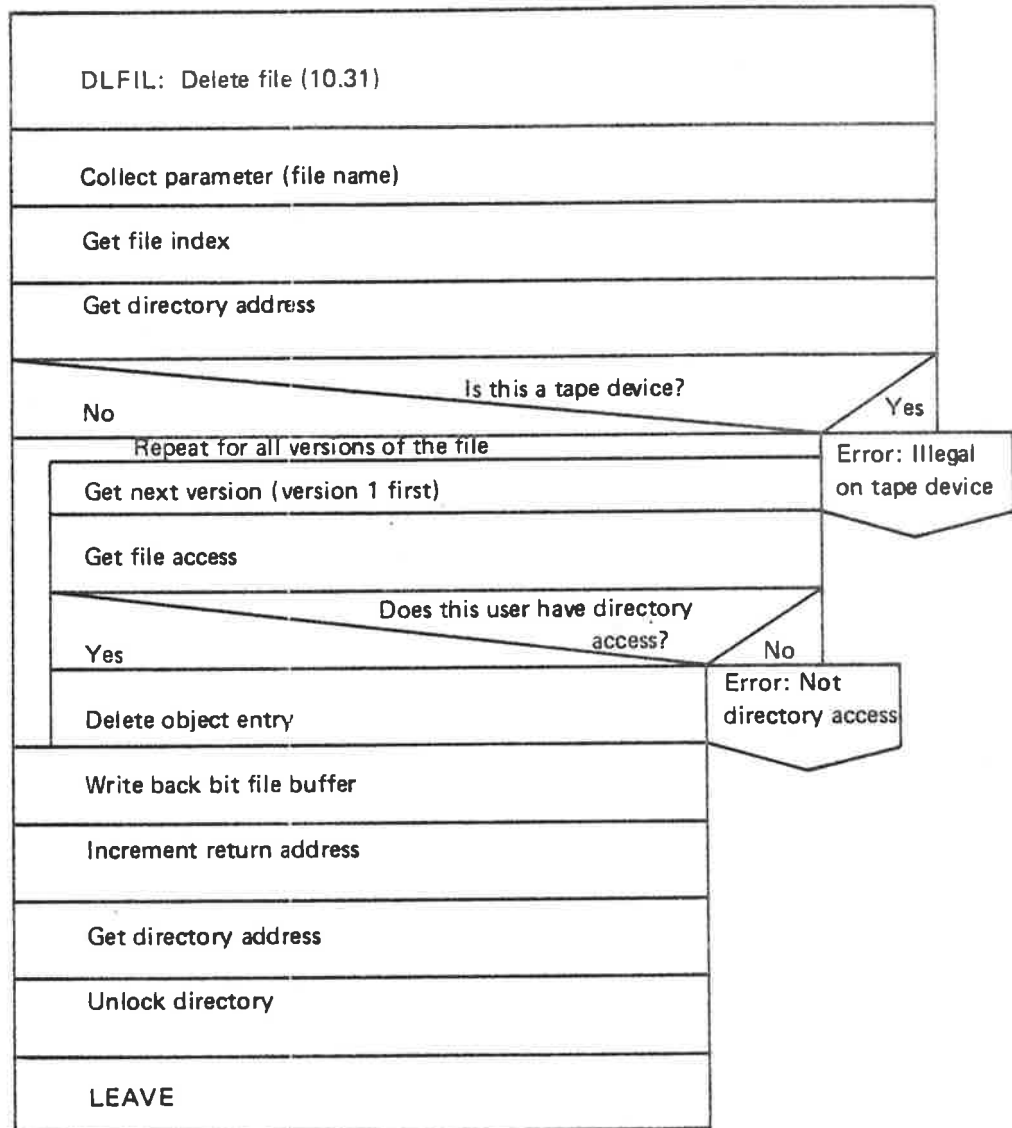 DLFIL: Delete file (10.31)
Collect parameter (file name)
Get file index
Get directory address
Is this a tape device?
No
Yes
Repeat for all versions of the file
Error: Illegal
on tape device
Get next version (version 1 first)
Get file access
Does this user have directory
access?
Yes
No
Error: Not
directory access
Delete object entry
Write back bit file buffer
Increment return address
Get directory address
Unlock directory
LEAVE